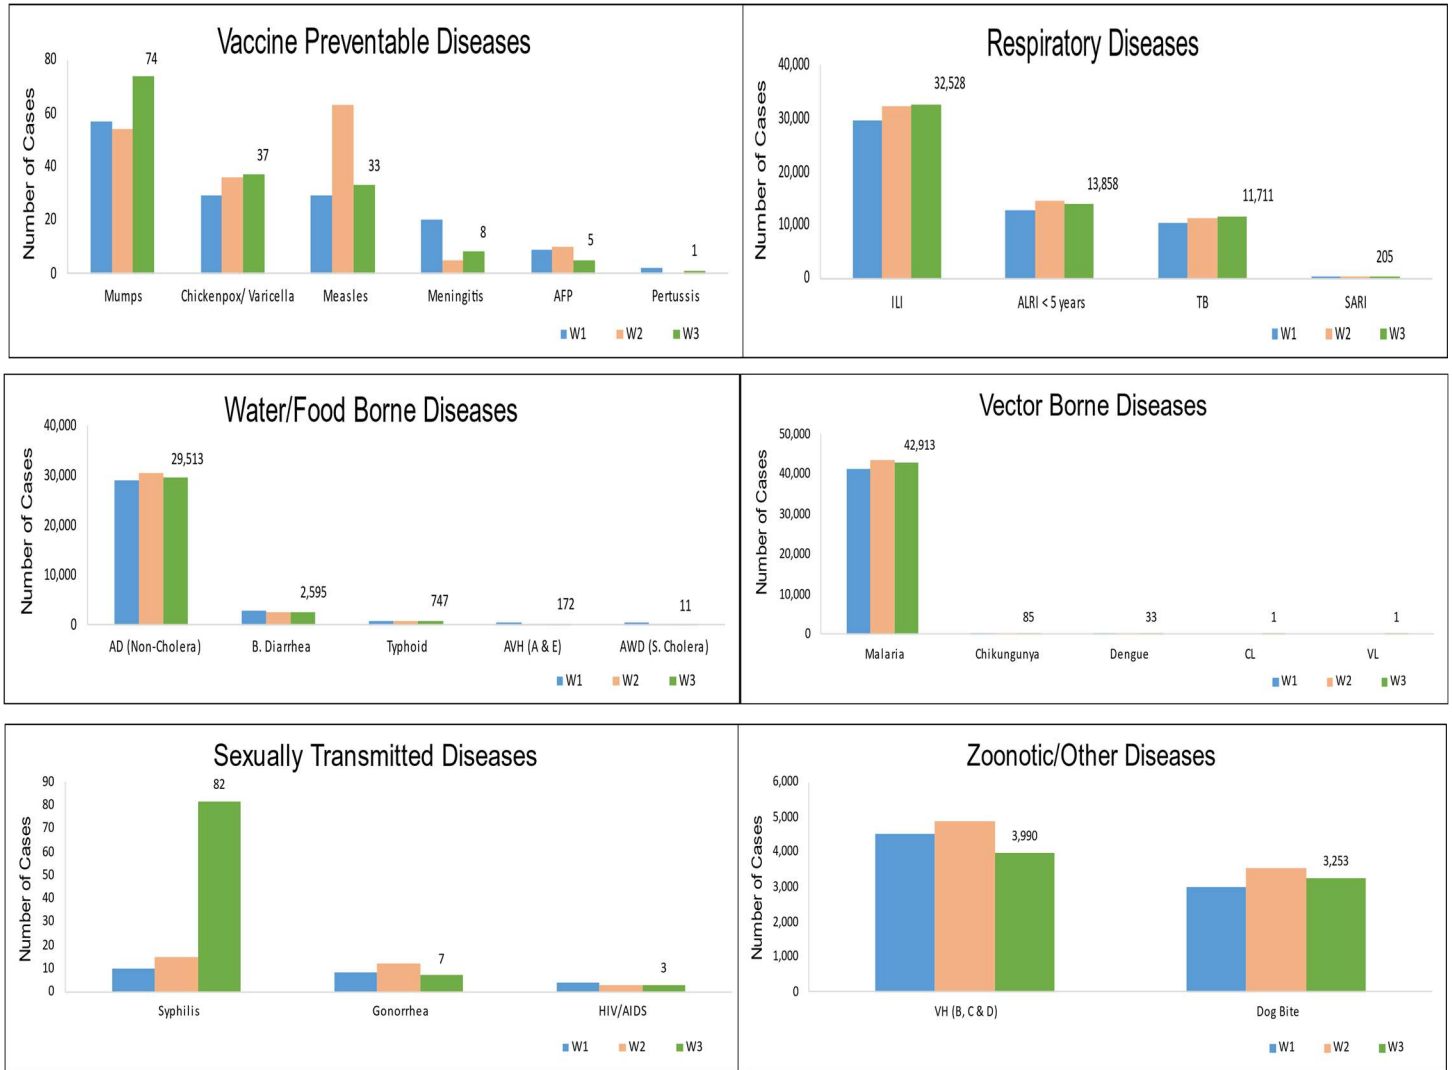 Vaccine Preventable Diseases
Number of Cases
80
60
40
20
0
74
37
33
8
5
1
Mumps
Chickenpox/ Varicella
Measles
Meningitis
AFP
Pertussis
W1 W2 W3
Respiratory Diseases
Number of Cases
40,000
30,000
20,000
10,000
0
32,528
13,858
11,711
205
ILI
ALRI < 5 years
TB
SARI
W1 W2 W3
Water/Food Borne Diseases
Number of Cases
40,000
30,000
20,000
10,000
0
29,513
2,595
747
172
11
AD (Non-Cholera)
B. Diarrhea
Typhoid
AVH (A & E)
AWD (S. Cholera)
W1 W2 W3
Vector Borne Diseases
Number of Cases
50,000
40,000
30,000
20,000
10,000
0
42,913
85
33
1
1
Malaria
Chikungunya
Dengue
CL
VL
W1 W2 W3
Sexually Transmitted Diseases
Number of Cases
90
80
70
60
50
40
30
20
10
0
82
7
3
Syphilis
Gonorrhea
HIV/AIDS
W1 W2 W3
Zoonotic/Other Diseases
Number of Cases
6,000
5,000
4,000
3,000
2,000
1,000
0
3,990
3,253
VH (B, C & D)
Dog Bite
W1 W2 W3